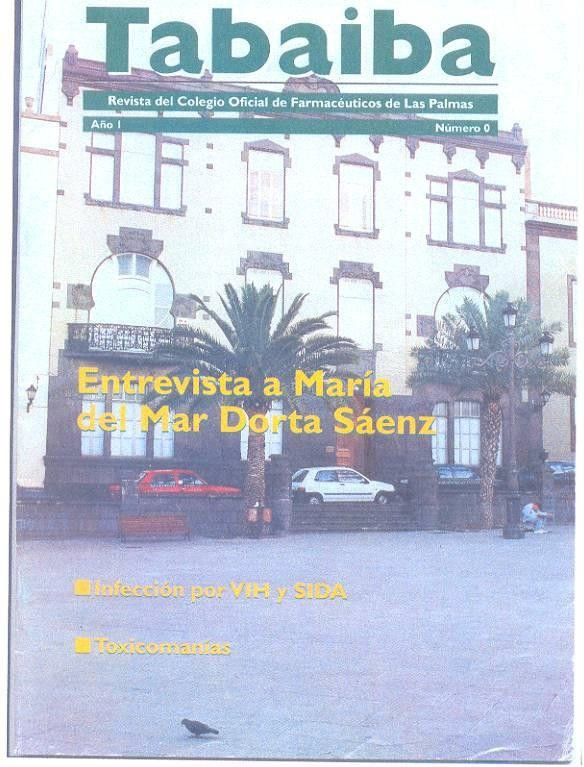 Tabaiba
Revista del Colegio Oficial de Farmacéuticos de Las Palmas
Año I Número 0
Entrevista a María
del Mar Dorta Sáenz
Infección por VIH y SIDA
Toxicomanías